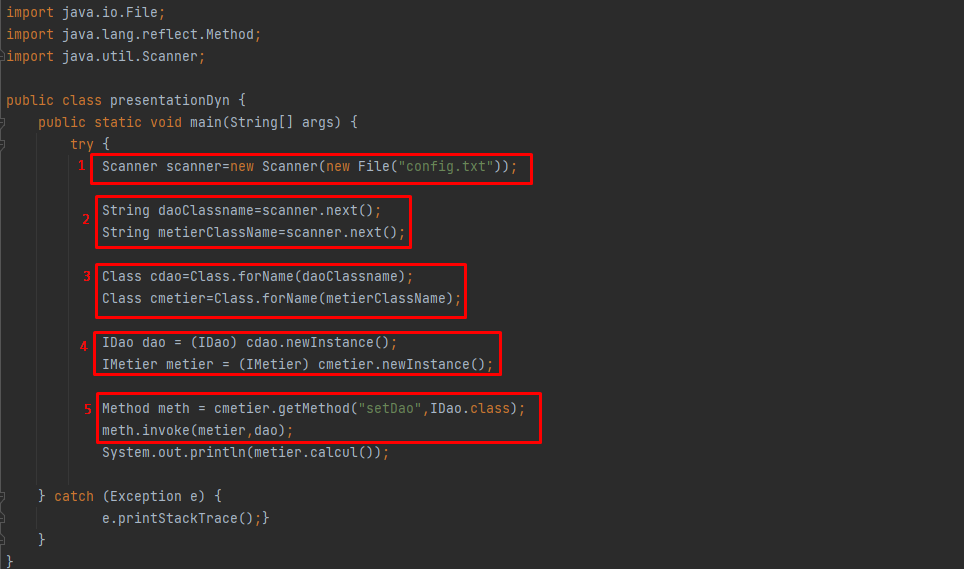 import java.io.File;
import java.lang.reflect.Method;
import java.util.Scanner;
public class presentationDyn {
public static void main(String[] args) {
try {
1 Scanner scanner=new Scanner(new File("config.txt"));
String daoClassname=scanner.next();
2
String metierClassName=scanner.next();
3 Class cdao=Class.forName(daoClassname);
Class cmetier=Class.forName(metierClassName);
4 IDao dao = (IDao) cdao.newInstance();
IMetier metier = (IMetier) cmetier.newInstance();
5 Method meth = cmetier.getMethod("setDao",IDao.class);
meth.invoke(metier,dao);
System.out.println(metier.calcul());
} catch (Exception e) {
e.printStackTrace();}
}
}